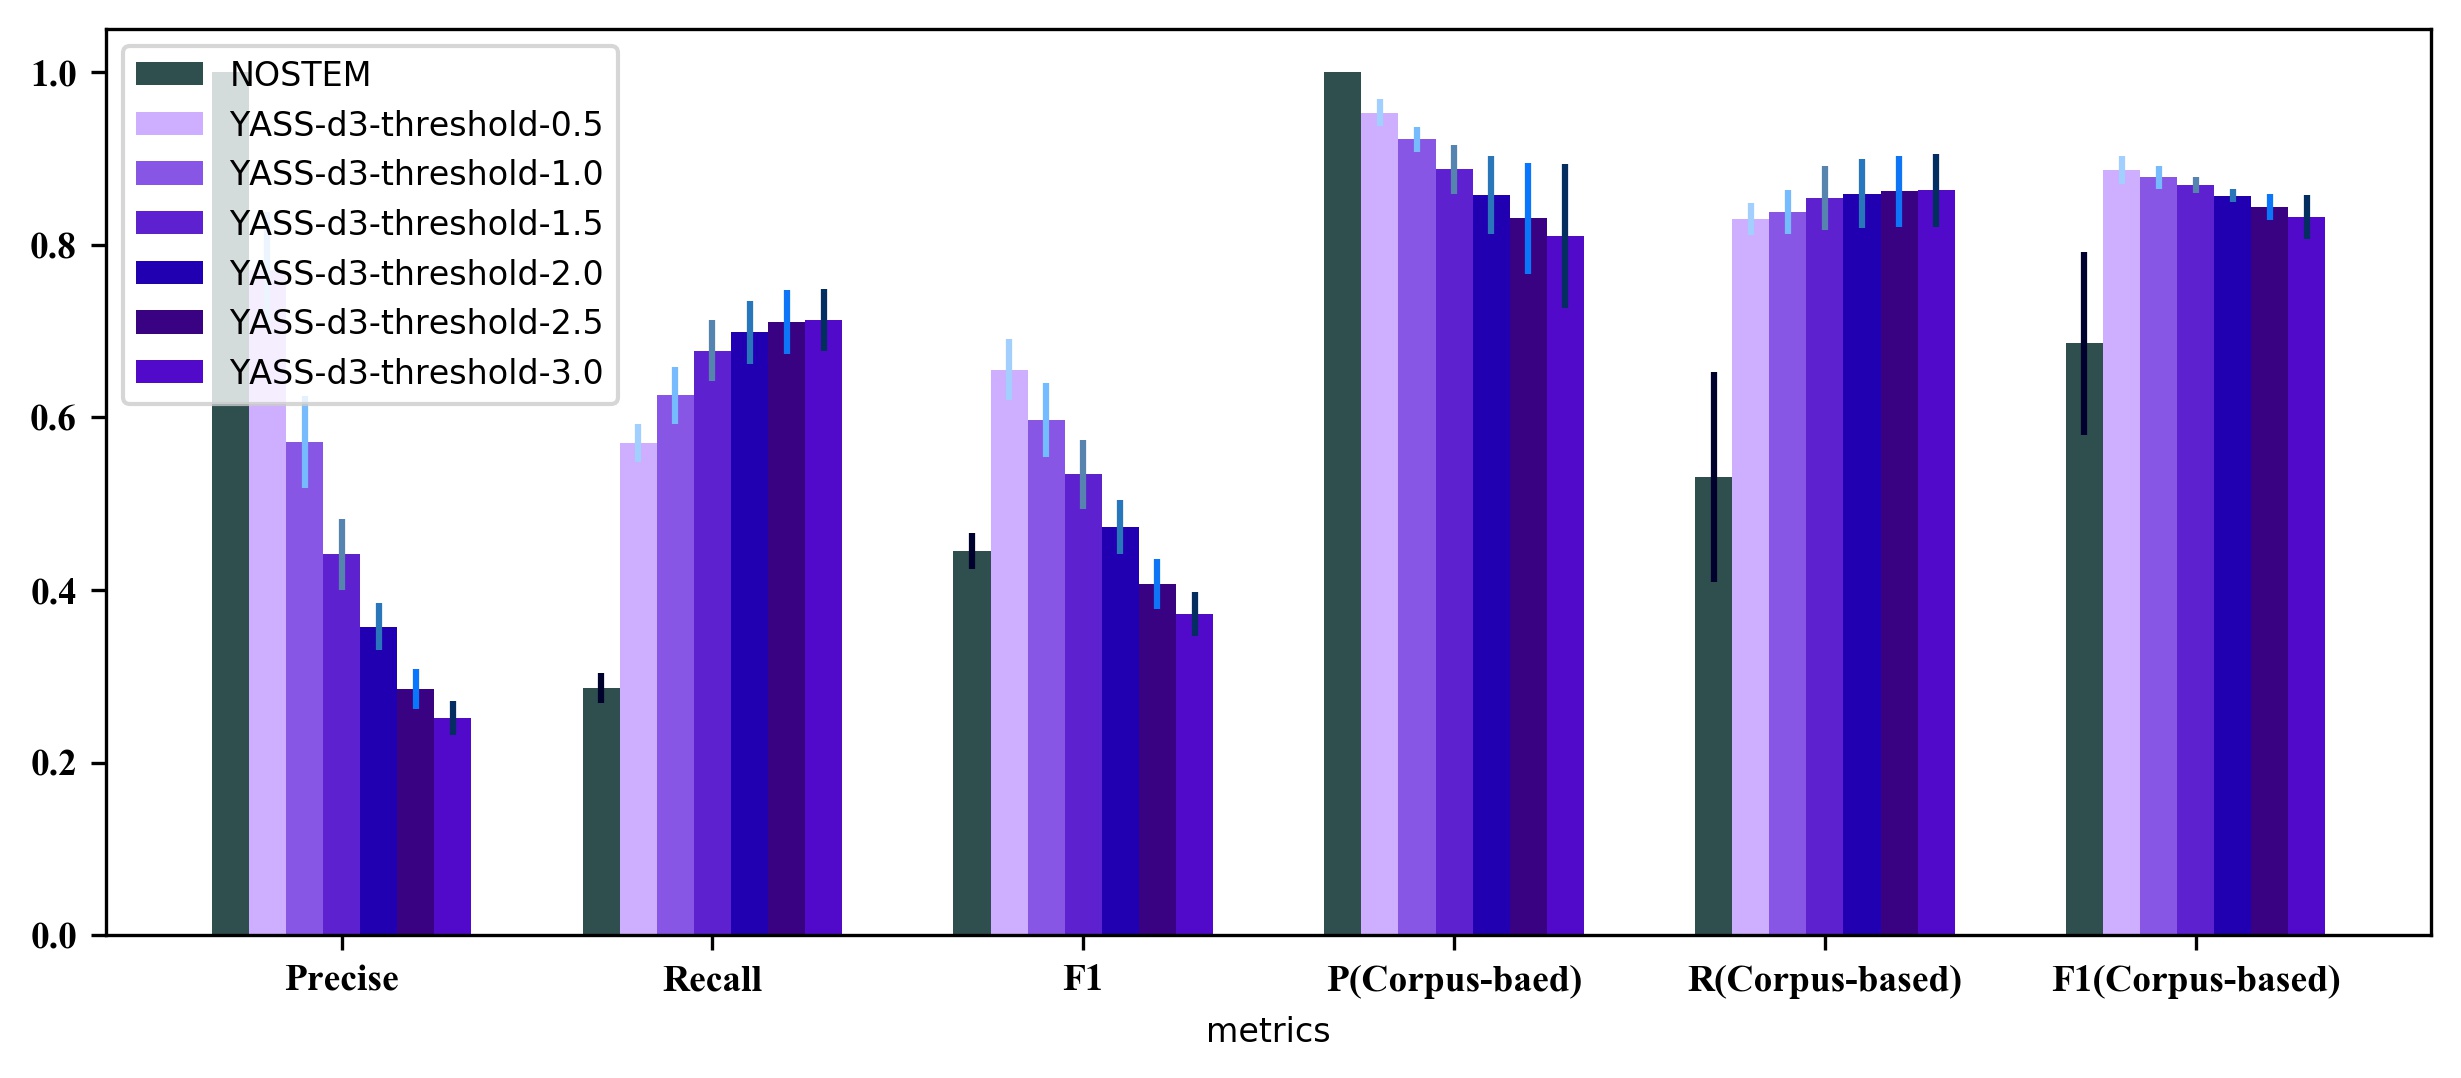 NOSTEM
YASS-d3-threshold-0.5
YASS-d3-threshold-1.0
YASS-d3-threshold-1.5
YASS-d3-threshold-2.0
YASS-d3-threshold-2.5
YASS-d3-threshold-3.0
1.0
0.8
0.6
0.4
0.2
0.0
Precise Recall F1 P(Corpus-baed) R(Corpus-based) F1(Corpus-based)
metrics